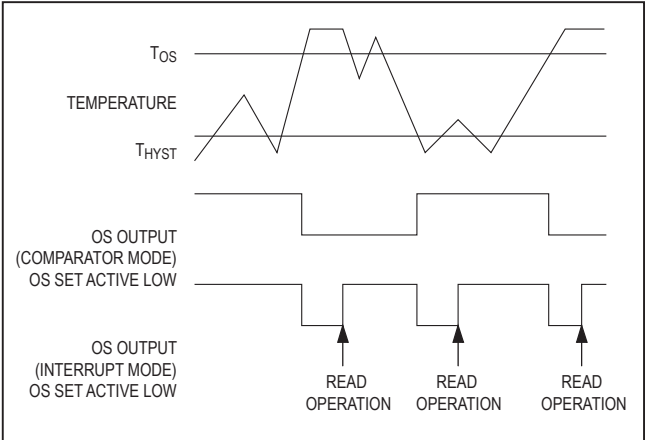 TOS
TEMPERATURE
THYST
OS OUTPUT
(COMPARATOR MODE)
OS SET ACTIVE LOW
OS OUTPUT
(INTERRUPT MODE)
OS SET ACTIVE LOW
READ
OPERATION
READ
OPERATION
READ
OPERATION